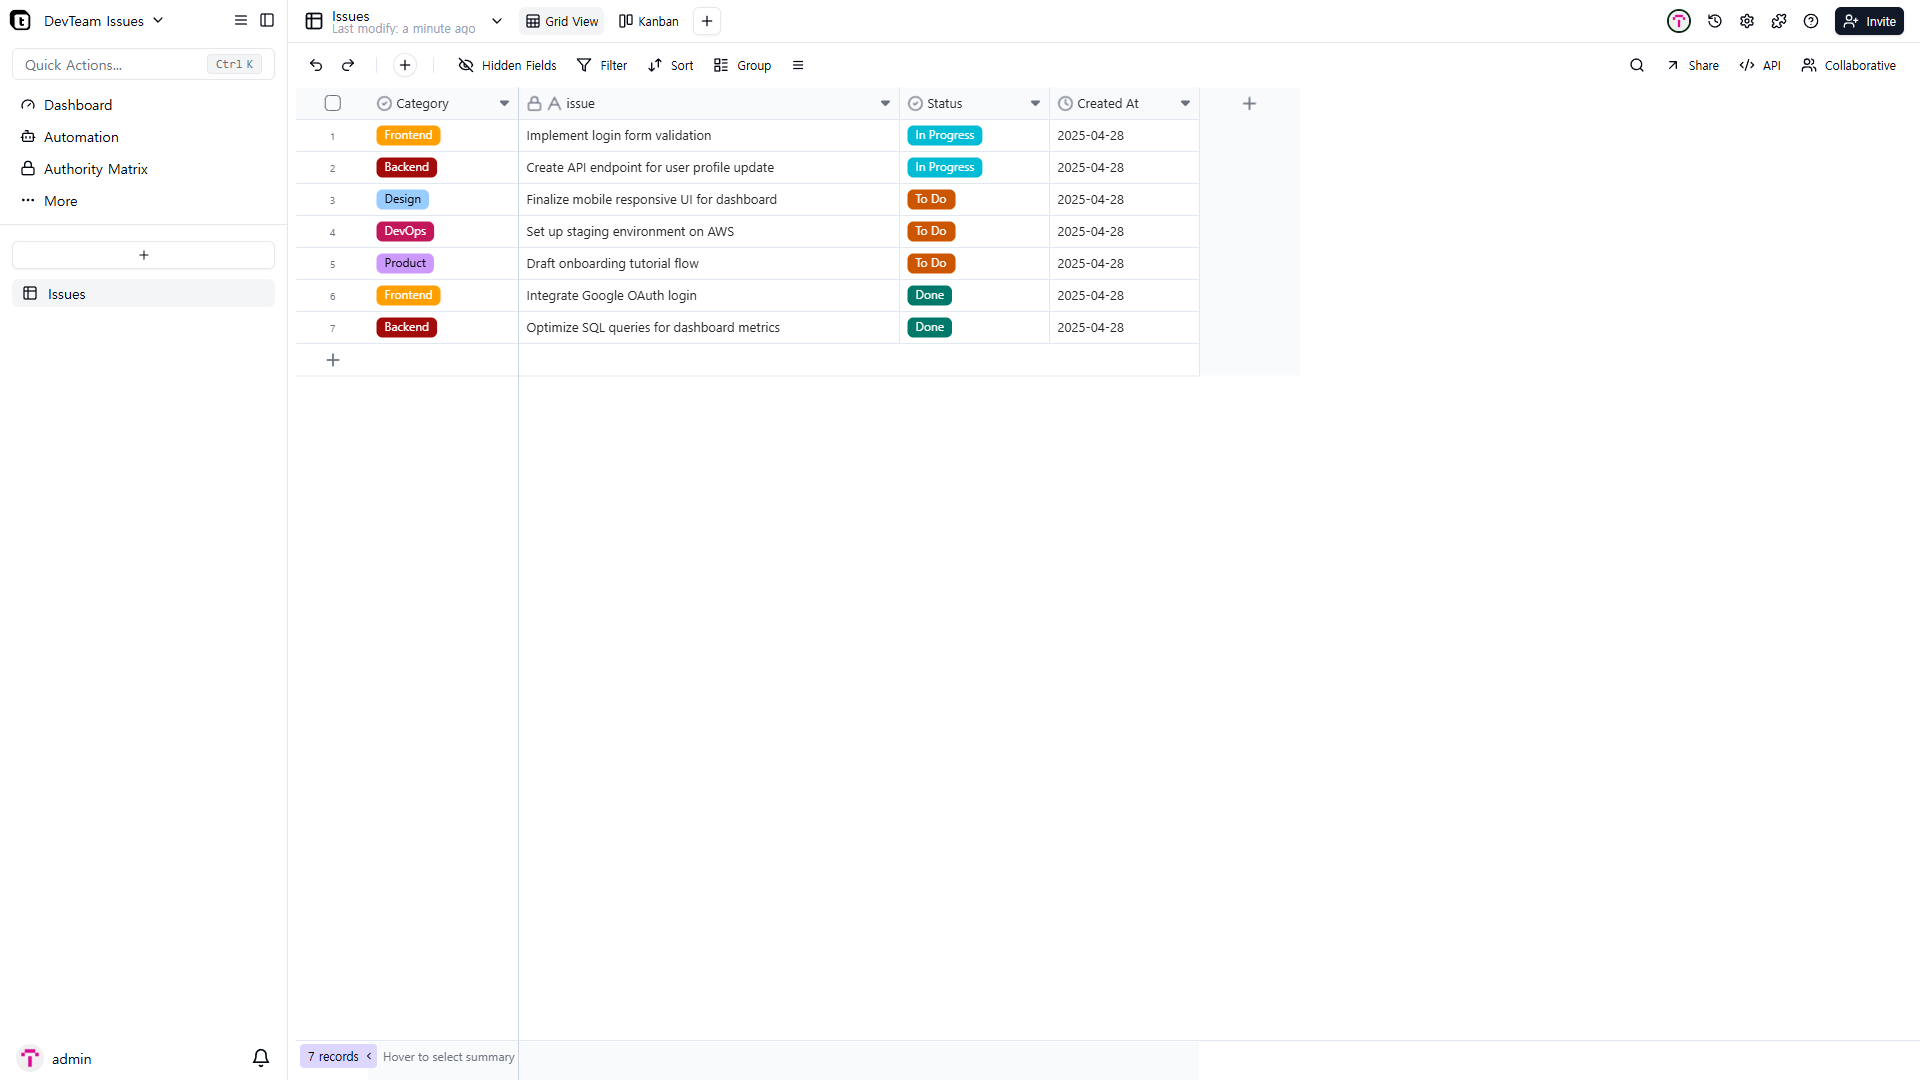 DevTeam Issues
Quick Actions... Ctrl K
Dashboard
Automation
Authority Matrix
More
Issues
admin
Issues
Last modify: a minute ago
Grid View Kanban
Invite
Hidden Fields Filter Sort Group
Share API Collaborative
Category issue Status Created At
1 Frontend Implement login form validation In Progress 2025-04-28
2 Backend Create API endpoint for user profile update In Progress 2025-04-28
3 Design Finalize mobile responsive UI for dashboard To Do 2025-04-28
4 DevOps Set up staging environment on AWS To Do 2025-04-28
5 Product Draft onboarding tutorial flow To Do 2025-04-28
6 Frontend Integrate Google OAuth login Done 2025-04-28
7 Backend Optimize SQL queries for dashboard metrics Done 2025-04-28
7 records Hover to select summary